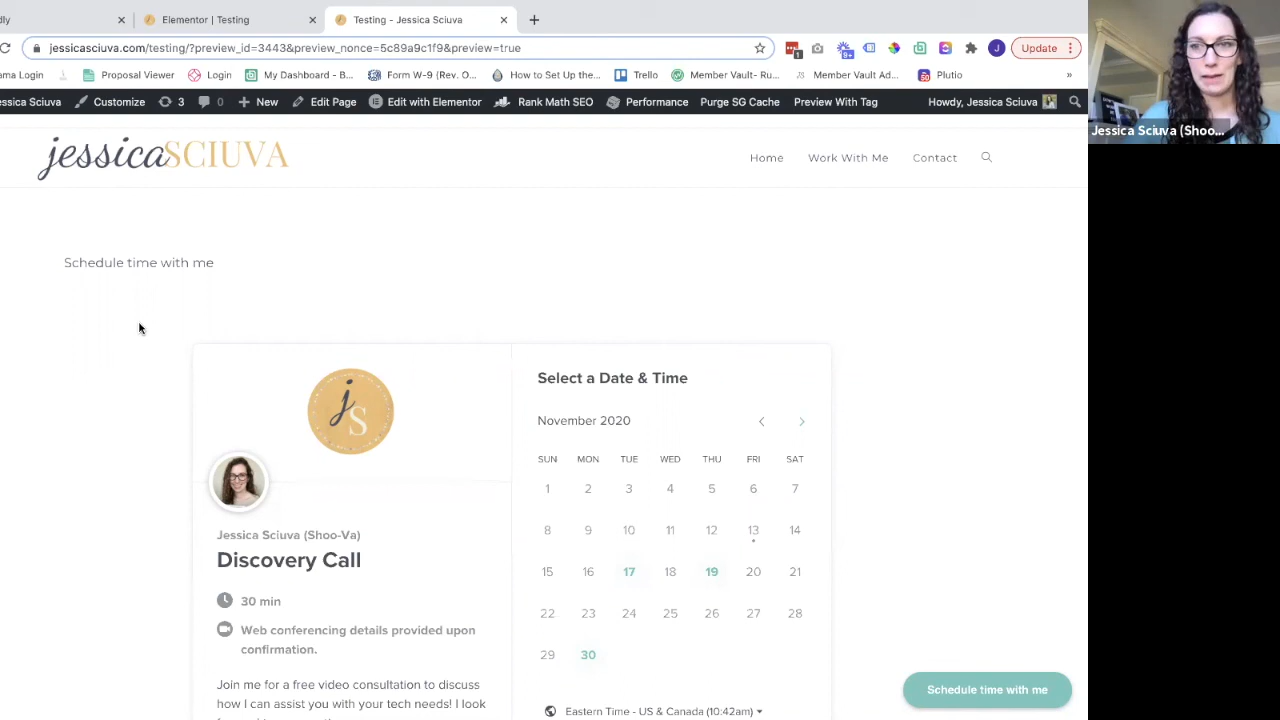 dly
Elementor | Testing
Testing - Jessica Sciuva
jessicasciuva.com/testing/?preview_id=3443&preview_nonce=5c89a9c1f9&preview=true
1
9+
J
Update
ama Login
Proposal Viewer
Login
My Dashboard - B...
Form W-9 (Rev. O...
How to Set Up the...
Trello
Member Vault- Ru...
Member Vault Ad...
Plutio
»
essica Sciuva
Customize
3
0
New
Edit Page
Edit with Elementor
Rank Math SEO
Performance
Purge SG Cache
Preview With Tag
Howdy, Jessica Sciuva
Jessica Sciuva (Shoo...
jessicaSCIUVA
Home
Work With Me
Contact
Schedule time with me
jS
Jessica Sciuva (Shoo-Va)
Discovery Call
30 min
Web conferencing details provided upon
confirmation.
Join me for a free video consultation to discuss
how I can assist you with your tech needs! I look
Select a Date & Time
November 2020
SUN MON TUE WED THU FRI SAT
1 2 3 4 5 6 7
8 9 10 11 12 13 14
15 16 17 18 19 20 21
22 23 24 25 26 27 28
29 30
Eastern Time - US & Canada (10:42am)
Schedule time with me